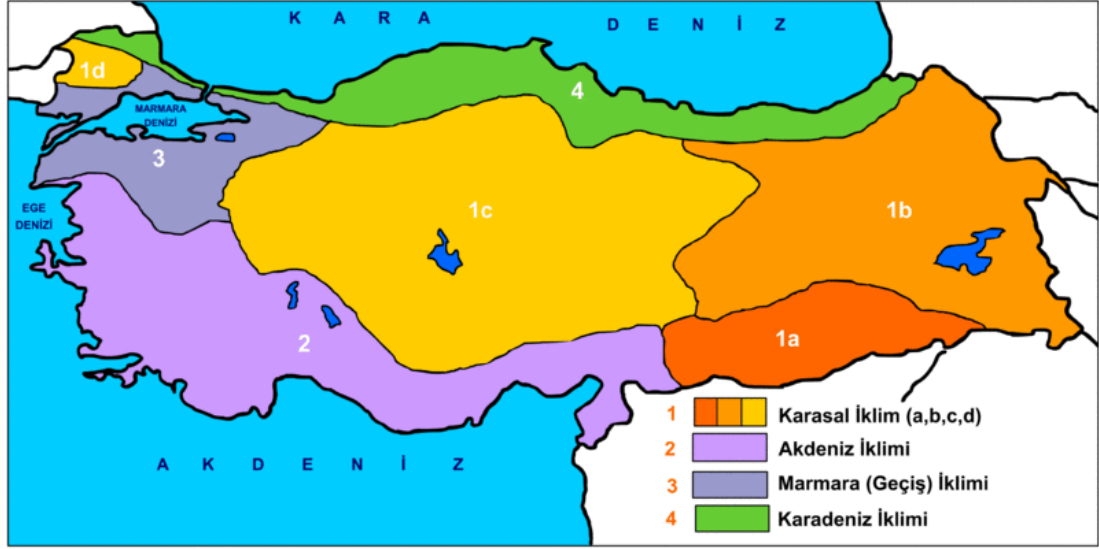 K A R A
D E N İ Z
1d
4
MARMARA
DENİZİ
3
EGE
DENİZİ
1c
1b
2
1a
1 Karasal İklim (a,b,c,d)
2 Akdeniz İklimi
3 Marmara (Geçiş) İklimi
4 Karadeniz İklimi
A K D E N İ Z